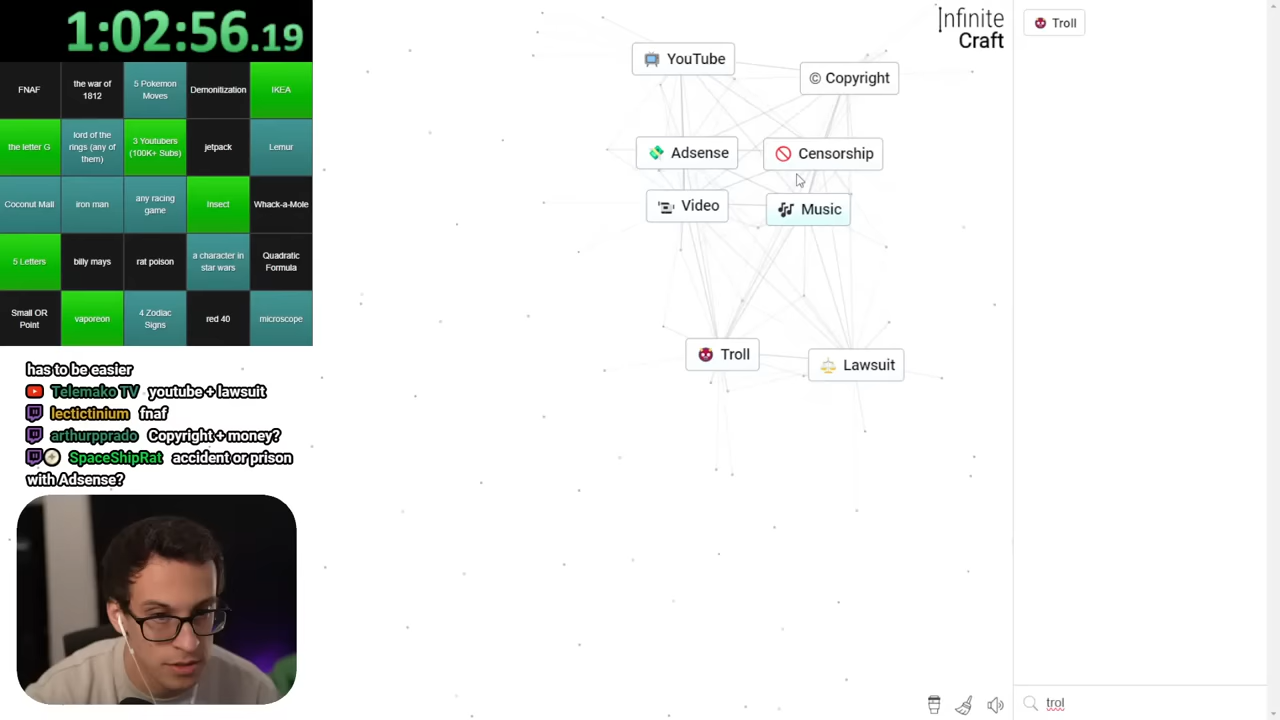 1:02:56.19
FNAF
the war of
1812
5 Pokemon
Moves
Demonitization
IKEA
the letter G
lord of the
rings (any of
them)
3 Youtubers
(100K+ Subs)
jetpack
Lemur
Coconut Mall
iron man
any racing
game
Insect
Whack-a-Mole
5 Letters
billy mays
rat poison
a character in
star wars
Quadratic
Formula
Small OR
Point
vaporeon
4 Zodiac
Signs
red 40
microscope
has to be easier
Telemako TV youtube + lawsuit
lectictinium fnaf
arthurpprado Copyright + money?
SpaceShipRat accident or prison
with Adsense?
YouTube
© Copyright
Adsense
Censorship
Video
Music
Troll
Lawsuit
Infinite
Craft
Troll
trol